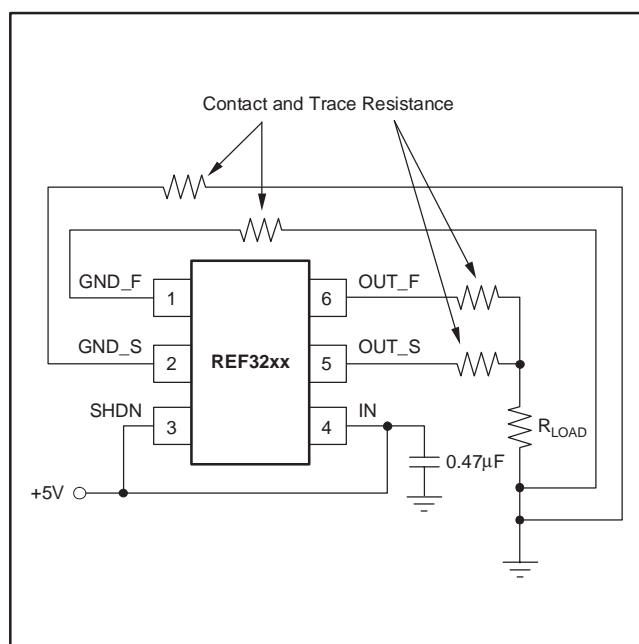 Contact and Trace Resistance
GND_F
1
6
OUT_F
GND_S
2
REF32xx
5
OUT_S
SHDN
3
4
IN
R_LOAD
0.47μF
+5V